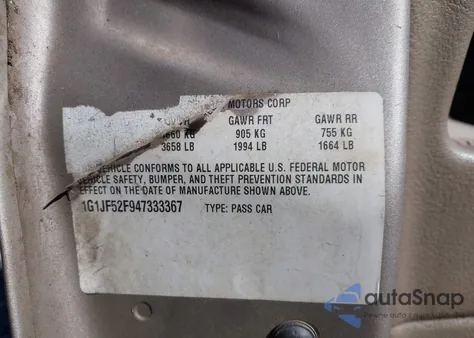 MOTORS CORP
GAWR FRT GAWR RR
KG 905 KG 755 KG
3658 LB 1994 LB 1664 LB
VEHICLE CONFORMS TO ALL APPLICABLE U.S. FEDERAL MOTOR
VEHICLE SAFETY, BUMPER, AND THEFT PREVENTION STANDARDS IN
EFFECT ON THE DATE OF MANUFACTURE SHOWN ABOVE.
1G1JF52F947333367 TYPE: PASS CAR
autoSnap